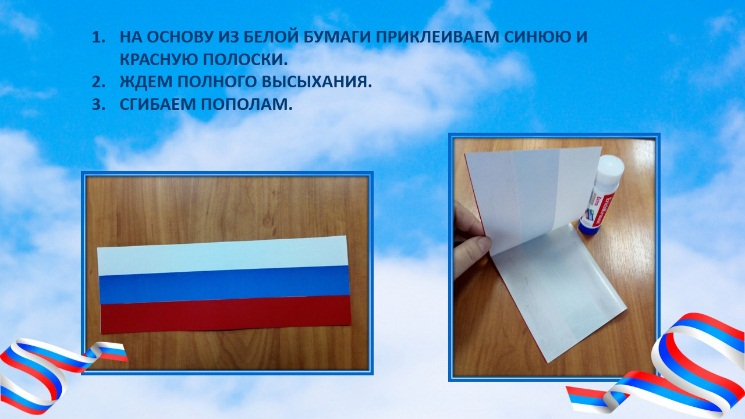 1. НА ОСНОВУ ИЗ БЕЛОЙ БУМАГИ ПРИКЛЕИВАЕМ СИНЮЮ И
КРАСНУЮ ПОЛОСКИ.
2. ЖДЕМ ПОЛНОГО ВЫСЫХАНИЯ.
3. СГИБАЕМ ПОПОЛАМ.